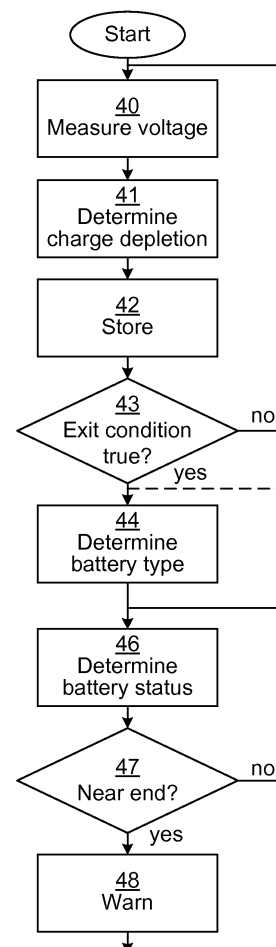 Start
40
Measure voltage
41
Determine
charge depletion
42
Store
43
Exit condition
true?
no
yes
44
Determine
battery type
46
Determine
battery status
47
Near end?
no
yes
48
Warn